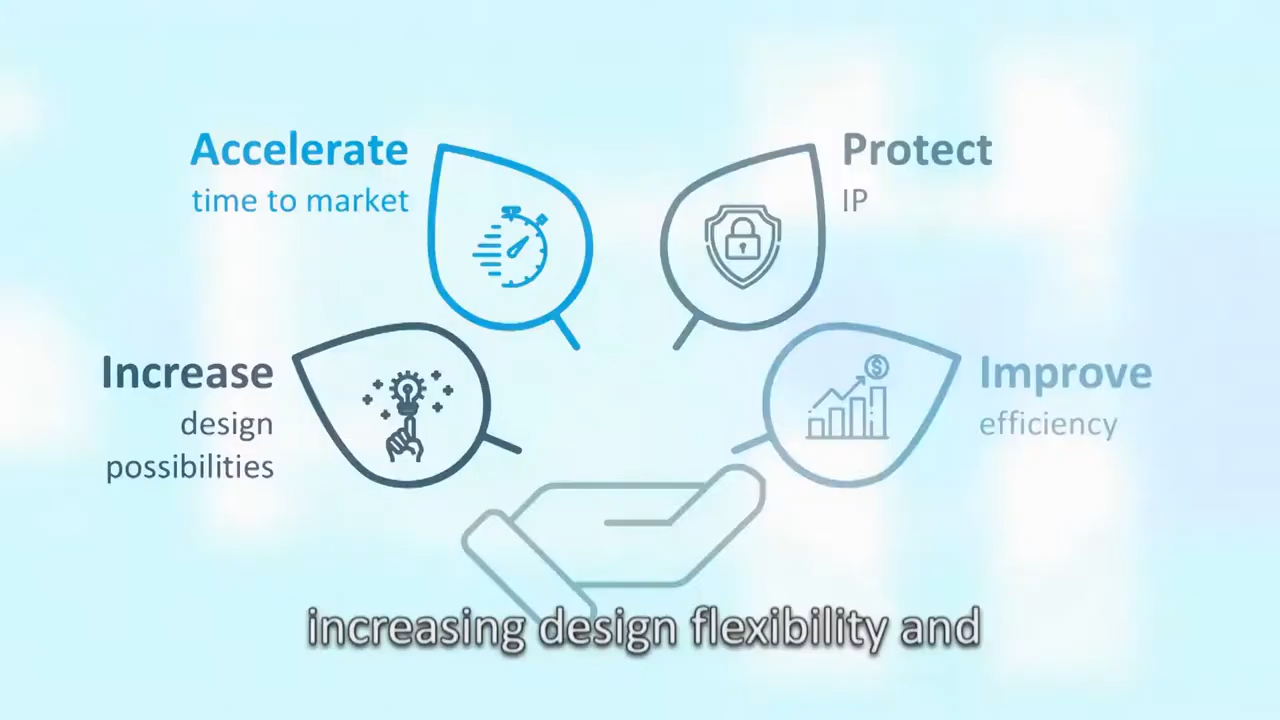 Accelerate
time to market
Protect
IP
Increase
design
possibilities
Improve
efficiency
$
increasing design flexibility and